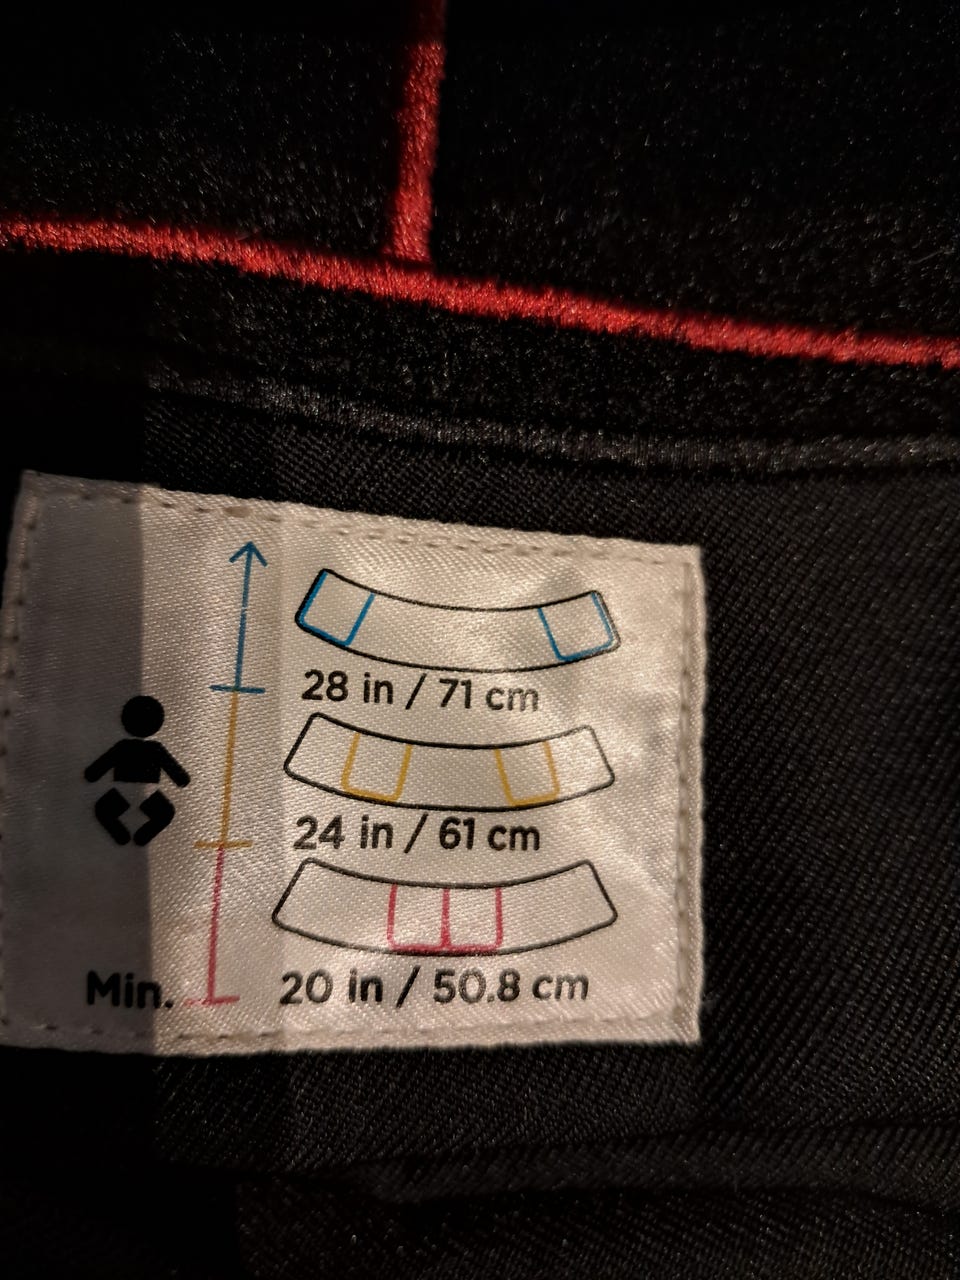 28 in / 71 cm
24 in / 61 cm
Min. 20 in / 50.8 cm